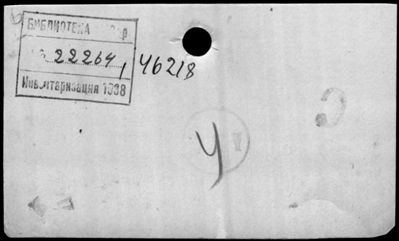 БИБЛИОТЕКА
22264 / 46218
Инвентаризация 1938
Ч